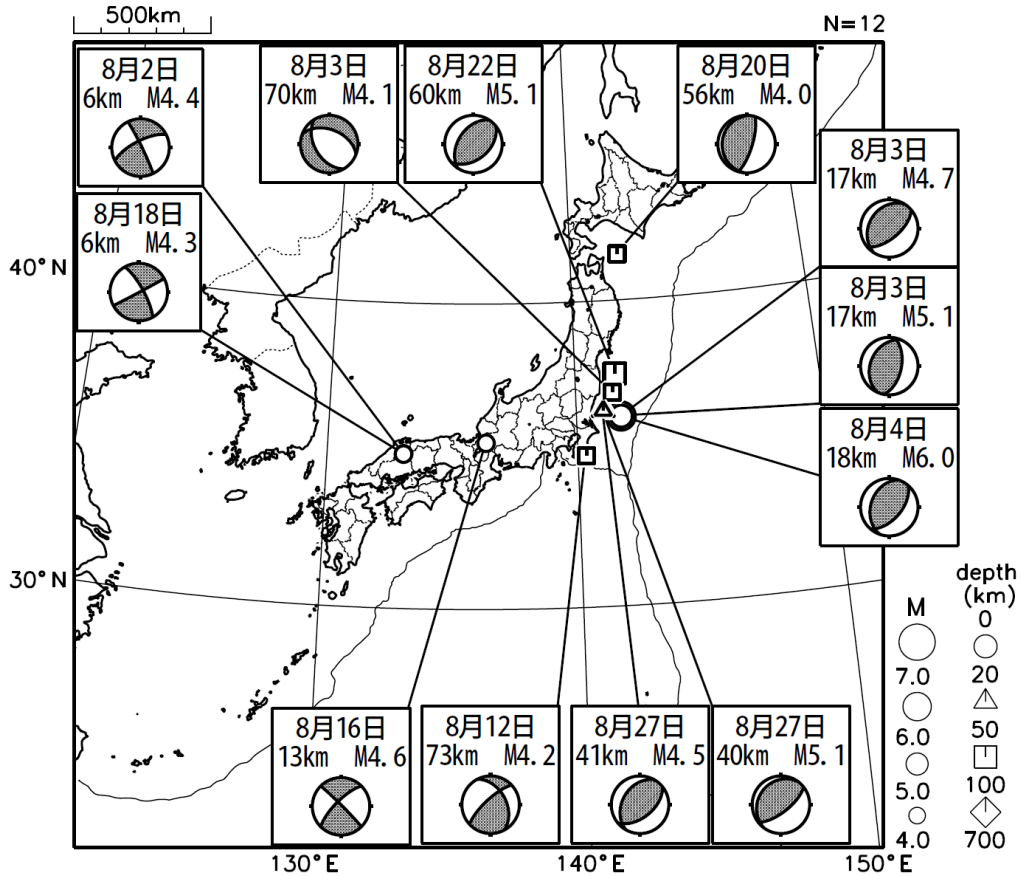 500km
N=12
8月2日
6km M4.4
8月3日
70km M4.1
8月22日
60km M5.1
8月20日
56km M4.0
8月3日
17km M4.7
8月18日
6km M4.3
40°N
8月3日
17km M5.1
8月4日
18km M6.0
30°N
8月16日
13km M4.6
8月12日
73km M4.2
8月27日
41km M4.5
8月27日
40km M5.1
M
7.0
6.0
5.0
4.0
depth
(km)
0
20
50
100
700
130°E
140°E
150°E